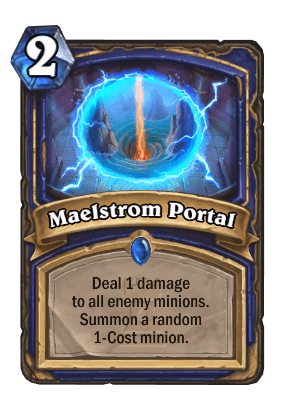 2
Maelstrom Portal
Deal 1 damage
to all enemy minions.
Summon a random
1-Cost minion.